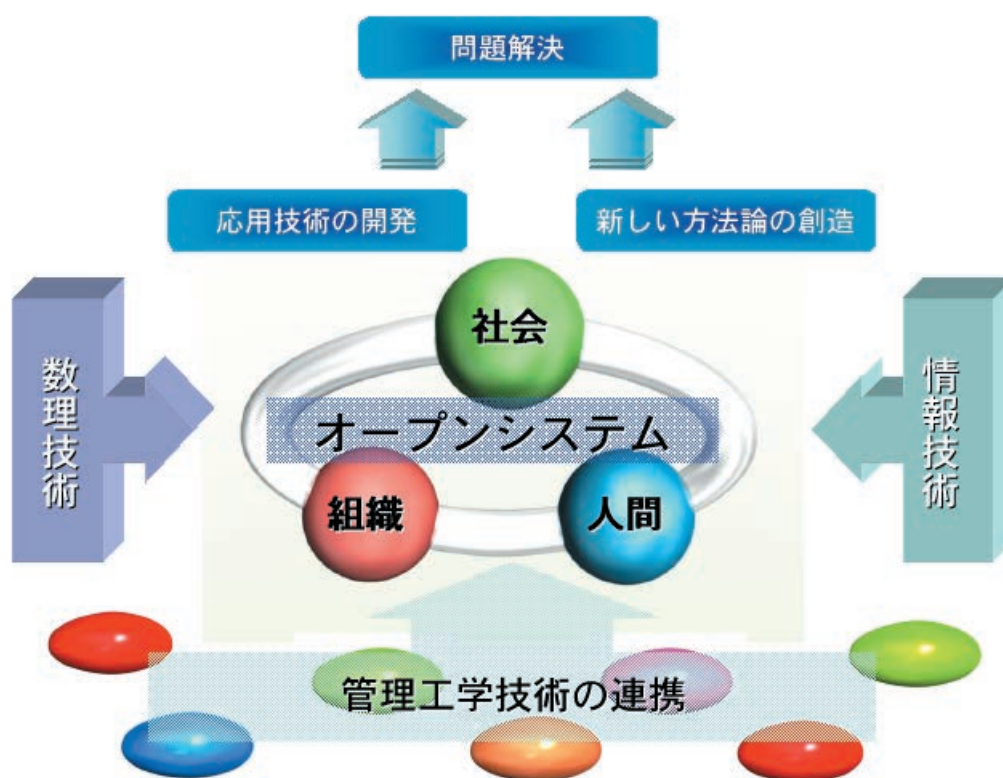 問題解決
応用技術の開発
新しい方法論の創造
社会
数理技術
オープンシステム
情報技術
組織
人間
管理工学技術の連携